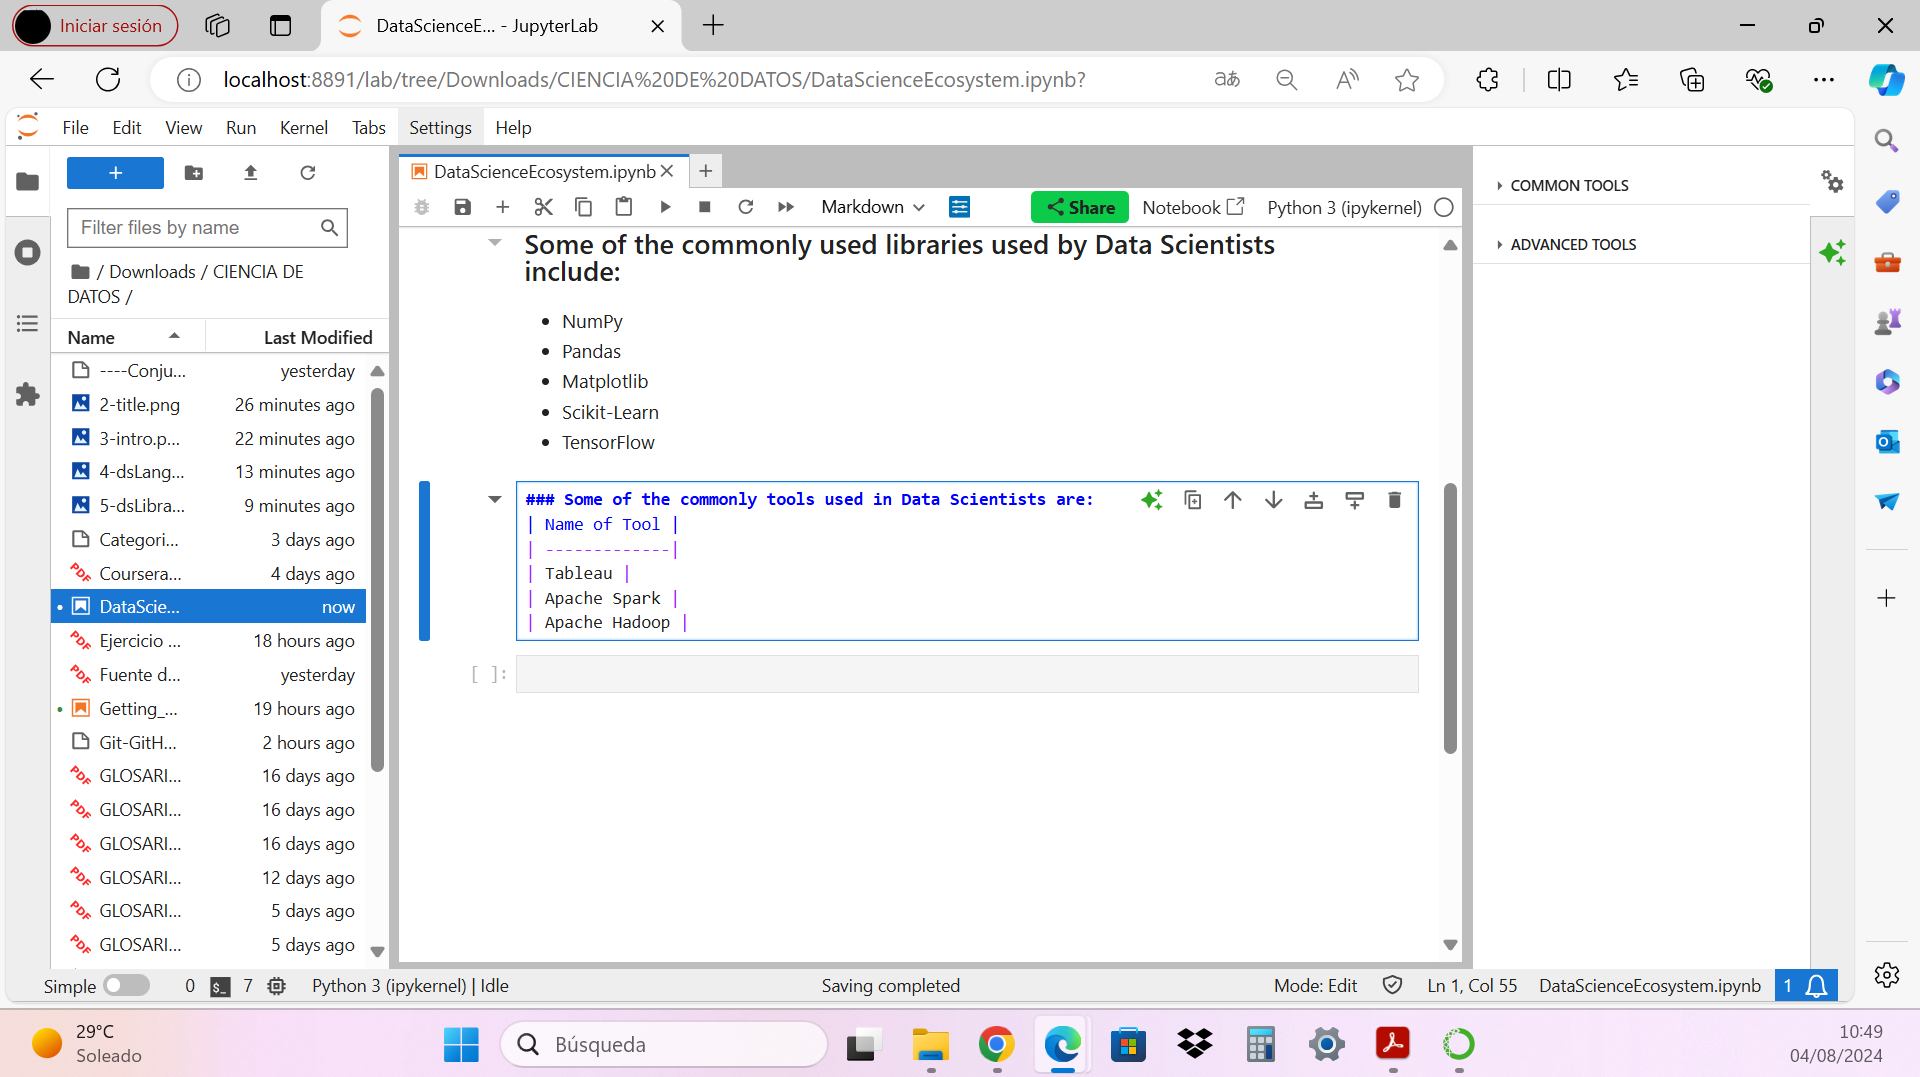 Iniciar sesión
DataScienceE... - JupyterLab
localhost:8891/lab/tree/Downloads/CIENCIA%20DE%20DATOS/DataScienceEcosystem.ipynb?
File Edit View Run Kernel Tabs Settings Help
DataScienceEcosystem.ipynb
Markdown
Share
Notebook
Python 3 (ipykernel)
COMMON TOOLS
ADVANCED TOOLS
Filter files by name
/ Downloads / CIENCIA DE
DATOS /
Name Last Modified
----Conju... yesterday
2-title.png 26 minutes ago
3-intro.p... 22 minutes ago
4-dsLang... 13 minutes ago
5-dsLibra... 9 minutes ago
Categori... 3 days ago
Coursera... 4 days ago
DataScie... now
Ejercicio ... 18 hours ago
Fuente d... yesterday
Getting_... 19 hours ago
Git-GitH... 2 hours ago
GLOSARI... 16 days ago
GLOSARI... 16 days ago
GLOSARI... 16 days ago
GLOSARI... 12 days ago
GLOSARI... 5 days ago
GLOSARI... 5 days ago
Some of the commonly used libraries used by Data Scientists
include:
• NumPy
• Pandas
• Matplotlib
• Scikit-Learn
• TensorFlow
### Some of the commonly tools used in Data Scientists are:
| Name of Tool |
| -------------|
| Tableau |
| Apache Spark |
| Apache Hadoop |
[ ]:
Simple 0 7 Python 3 (ipykernel) | Idle Saving completed Mode: Edit Ln 1, Col 55 DataScienceEcosystem.ipynb 1
29°C
Soleado
Búsqueda
10:49
04/08/2024